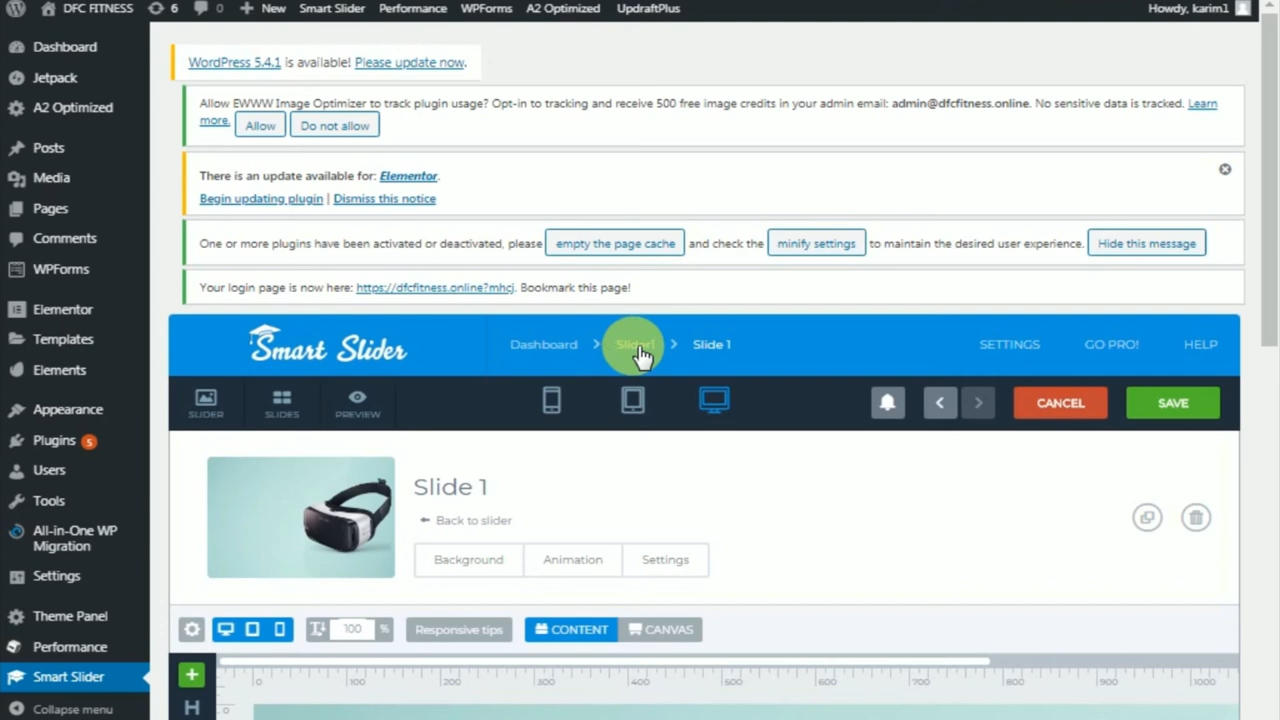 DFC FITNESS 6 0 New Smart Slider Performance WPForms A2 Optimized UpdraftPlus Howdy, karim1
Dashboard
Jetpack
A2 Optimized
Posts
Media
Pages
Comments
WPForms
Elementor
Templates
Elements
Appearance
Plugins 5
Users
Tools
All-in-One WP
Migration
Settings
Theme Panel
Performance
Smart Slider
Collapse menu
WordPress 5.4.1 is available! Please update now.
Allow EWWW Image Optimizer to track plugin usage? Opt-in to tracking and receive 500 free image credits in your admin email: admin@dfcfitness.online. No sensitive data is tracked. Learn
more. Allow Do not allow
There is an update available for: Elementor.
Begin updating plugin | Dismiss this notice
One or more plugins have been activated or deactivated, please empty the page cache and check the minify settings to maintain the desired user experience. Hide this message
Your login page is now here: https://dfcfitness.online?mhcj. Bookmark this page!
Smart Slider Dashboard Slider1 Slide 1 SETTINGS GO PRO! HELP
SLIDER SLIDES PREVIEW CANCEL SAVE
Slide 1
Back to slider
Background Animation Settings
100 % Responsive tips CONTENT CANVAS
0 100 200 300 400 500 600 700 800 900 1000
H 0